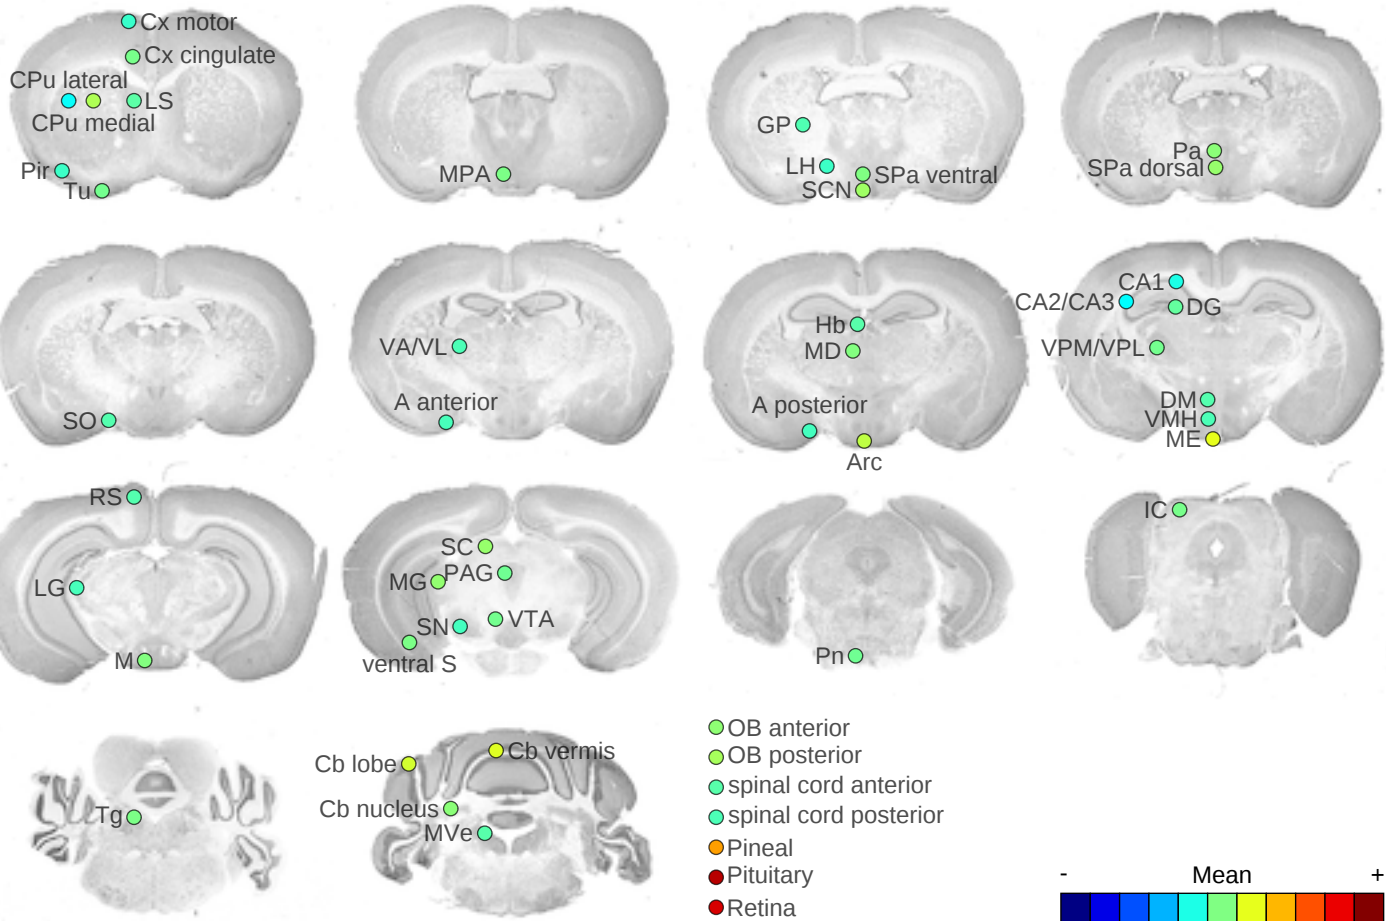 Cx motor
Cx cingulate
CPu lateral
LS
CPu medial
Pir
Tu
MPA
GP
LH
SPa ventral
SCN
Pa
SPa dorsal
SO
VA/VL
A anterior
Hb
MD
A posterior
Arc
CA1
CA2/CA3
DG
VPM/VPL
DM
VMH
ME
RS
LG
M
SC
MG PAG
SN VTA
ventral S
Pn
IC
Tg
Cb lobe Cb vermis
Cb nucleus
MVe
OB anterior
OB posterior
spinal cord anterior
spinal cord posterior
Pineal
Pituitary
Retina
- Mean +